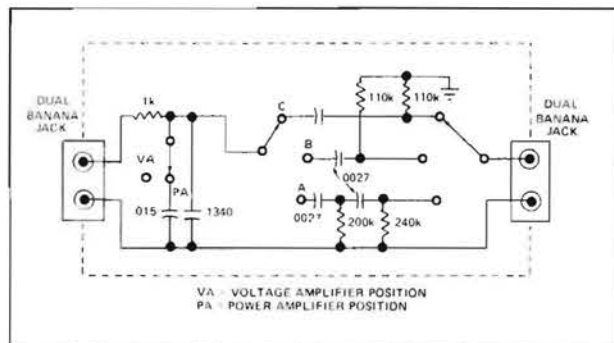 DUAL
BANANA
JACK
1k
C
110k
110k
DUAL
BANANA
JACK
VA
B
PA
A
0027
015
1340
0027
200k
240k
VA - VOLTAGE AMPLIFIER POSITION
PA - POWER AMPLIFIER POSITION